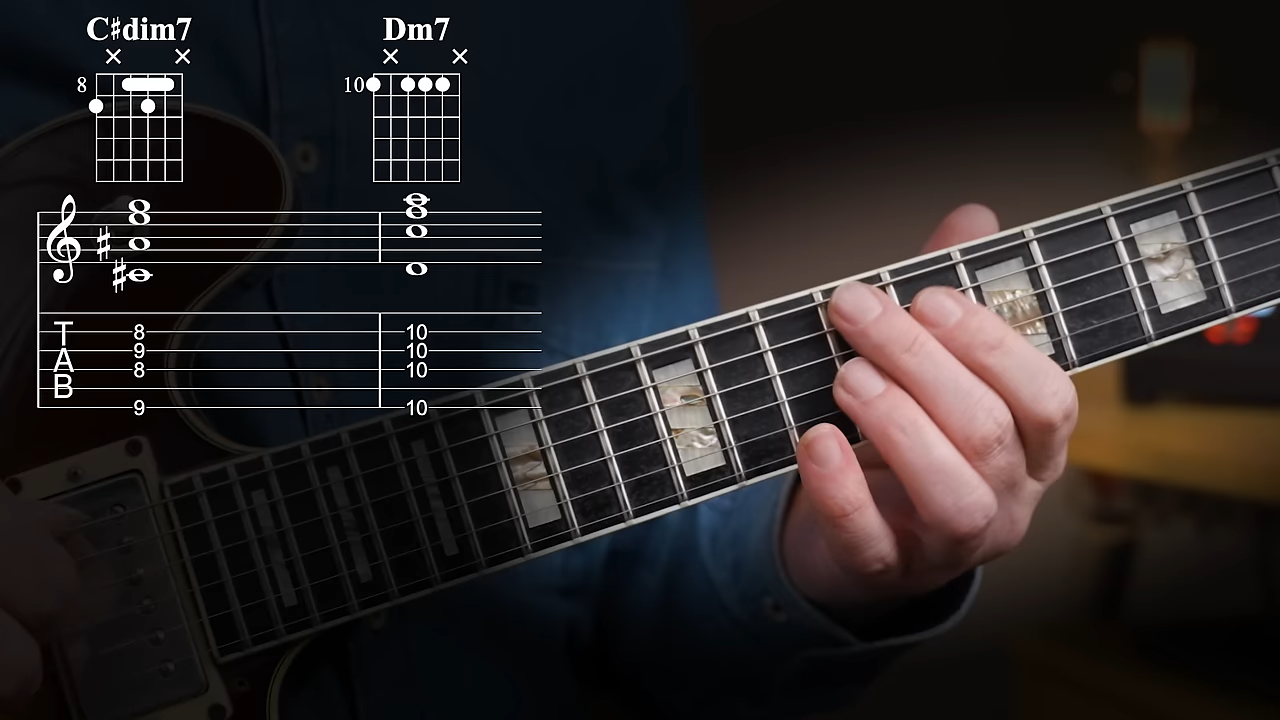 C♯dim7 Dm7
× × × ×
8 10
T 8 10
A 9 10
B 8 10
9 10